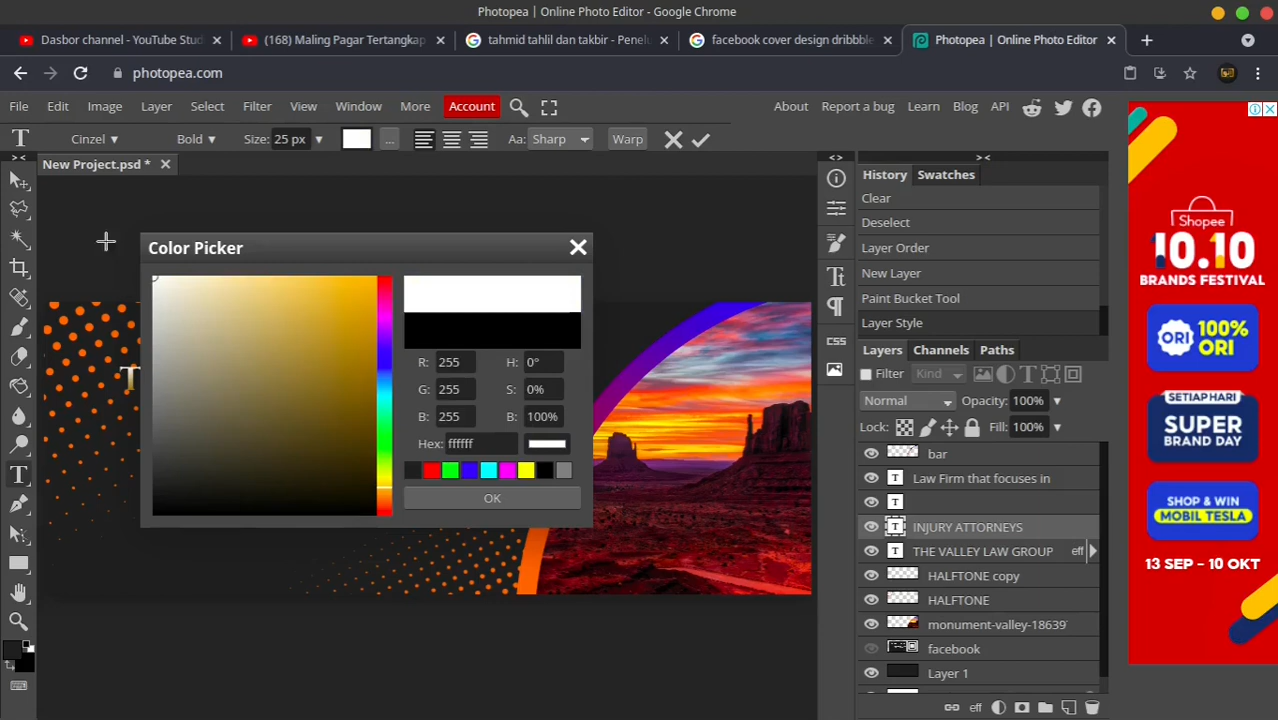 Photopea | Online Photo Editor - Google Chrome
Dasbor channel - YouTube Stud
(168) Maling Pagar Tertangkap
tahmid tahlil dan takbir - Penelu
facebook cover design dribbble
Photopea | Online Photo Editor
photopea.com
File Edit Image Layer Select Filter View Window More Account
About Report a bug Learn Blog API
T Cinzel Bold Size: 25 px ... Aa: Sharp Warp
New Project.psd *
History Swatches
Clear
Deselect
Layer Order
New Layer
Paint Bucket Tool
Layer Style
Layers Channels Paths
Filter Kind
Normal Opacity: 100%
Lock: Fill: 100%
bar
Law Firm that focuses in
INJURY ATTORNEYS
THE VALLEY LAW GROUP eff
HALFTONE copy
HALFTONE
monument-valley-18639
facebook
Layer 1
eff
CSS
Color Picker
R: 255 H: 0°
G: 255 S: 0%
B: 255 B: 100%
Hex: ffffff
OK
T
Shopee
10.10
BRANDS FESTIVAL
ORI 100% ORI
SETIAP HARI
SUPER BRAND DAY
SHOP & WIN
MOBIL TESLA
13 SEP - 10 OKT